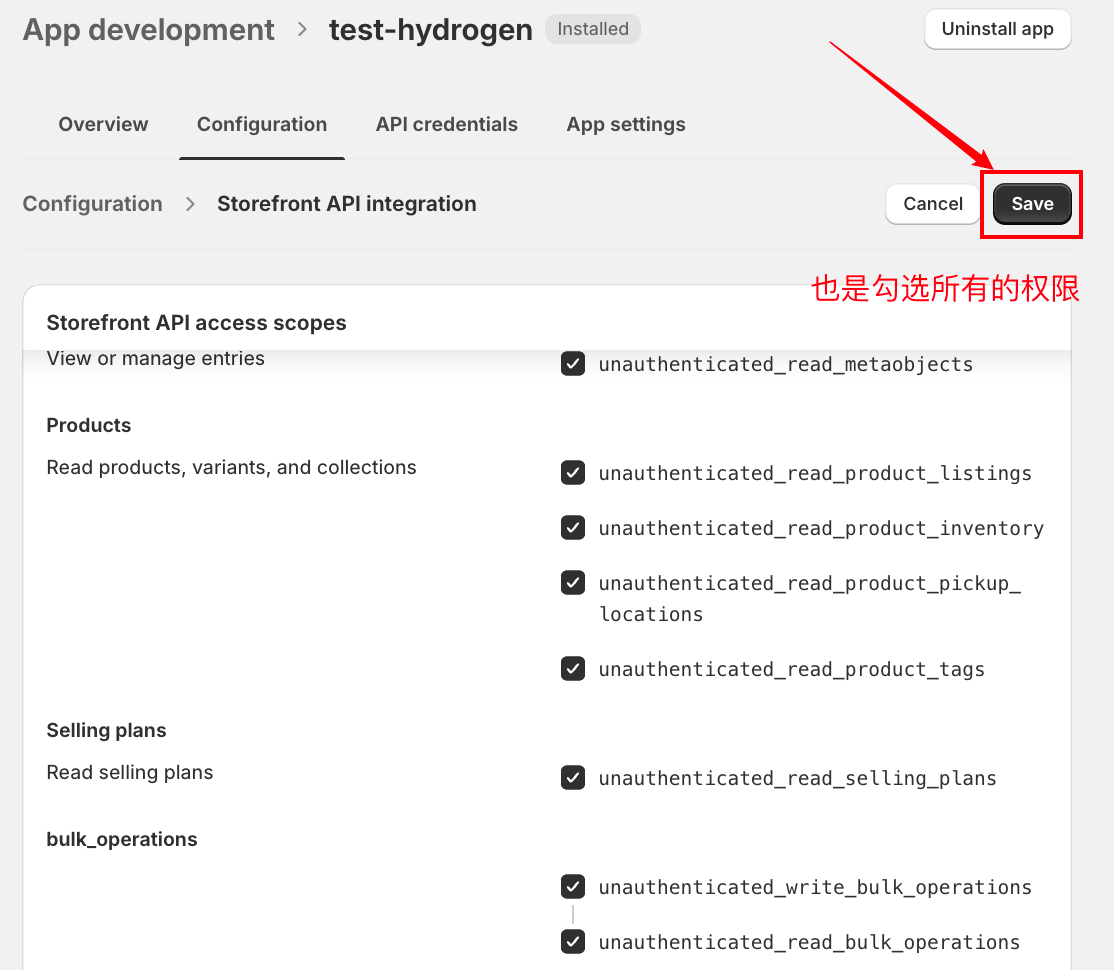 App development > test-hydrogen Installed Uninstall app
Overview Configuration API credentials App settings
Configuration > Storefront API integration Cancel Save
也是勾选所有的权限
Storefront API access scopes
View or manage entries unauthenticated_read_metaobjects
Products
Read products, variants, and collections unauthenticated_read_product_listings
unauthenticated_read_product_inventory
unauthenticated_read_product_pickup_
locations
unauthenticated_read_product_tags
Selling plans
Read selling plans unauthenticated_read_selling_plans
bulk_operations
unauthenticated_write_bulk_operations
unauthenticated_read_bulk_operations